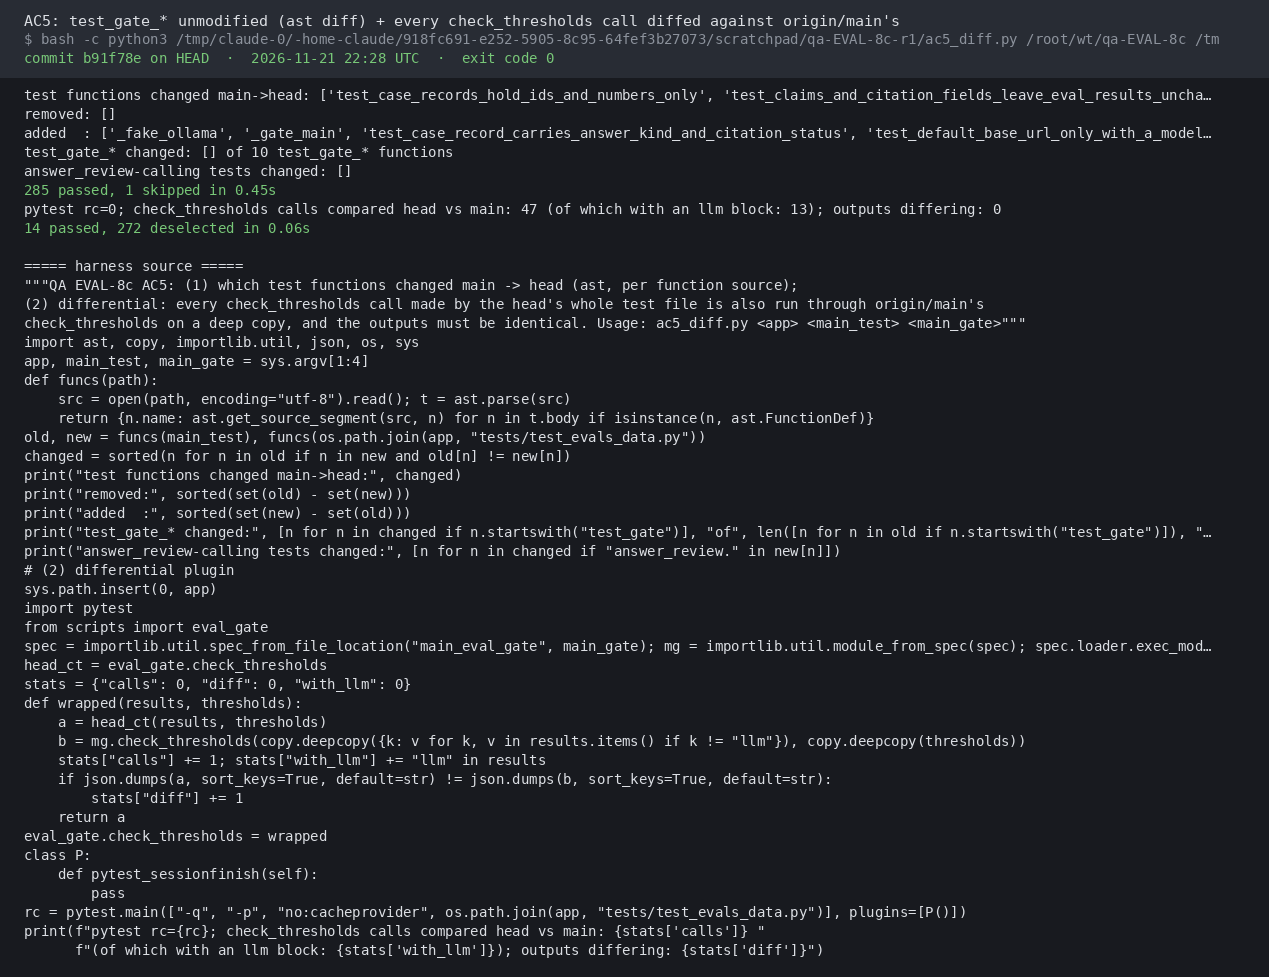 AC5: test_gate_* unmodified (ast diff) + every check_thresholds call diffed against origin/main's
$ bash -c python3 /tmp/claude-0/-home-claude/918fc691-e252-5905-8c95-64fef3b27073/scratchpad/qa-EVAL-8c-r1/ac5_diff.py /root/wt/qa-EVAL-8c /tm
commit b91f78e on HEAD  ·  2026-11-21 22:28 UTC  ·  exit code 0
test functions changed main->head: ['test_case_records_hold_ids_and_numbers_only', 'test_claims_and_citation_fields_leave_eval_results_uncha…
removed: []
added  : ['_fake_ollama', '_gate_main', 'test_case_record_carries_answer_kind_and_citation_status', 'test_default_base_url_only_with_a_model…
test_gate_* changed: [] of 10 test_gate_* functions
answer_review-calling tests changed: []
285 passed, 1 skipped in 0.45s
pytest rc=0; check_thresholds calls compared head vs main: 47 (of which with an llm block: 13); outputs differing: 0
14 passed, 272 deselected in 0.06s

===== harness source =====
"""QA EVAL-8c AC5: (1) which test functions changed main -> head (ast, per function source);
(2) differential: every check_thresholds call made by the head's whole test file is also run through origin/main's
check_thresholds on a deep copy, and the outputs must be identical. Usage: ac5_diff.py <app> <main_test> <main_gate>"""
import ast, copy, importlib.util, json, os, sys
app, main_test, main_gate = sys.argv[1:4]
def funcs(path):
    src = open(path, encoding="utf-8").read(); t = ast.parse(src)
    return {n.name: ast.get_source_segment(src, n) for n in t.body if isinstance(n, ast.FunctionDef)}
old, new = funcs(main_test), funcs(os.path.join(app, "tests/test_evals_data.py"))
changed = sorted(n for n in old if n in new and old[n] != new[n])
print("test functions changed main->head:", changed)
print("removed:", sorted(set(old) - set(new)))
print("added  :", sorted(set(new) - set(old)))
print("test_gate_* changed:", [n for n in changed if n.startswith("test_gate")], "of", len([n for n in old if n.startswith("test_gate")]), "…
print("answer_review-calling tests changed:", [n for n in changed if "answer_review." in new[n]])
# (2) differential plugin
sys.path.insert(0, app)
import pytest
from scripts import eval_gate
spec = importlib.util.spec_from_file_location("main_eval_gate", main_gate); mg = importlib.util.module_from_spec(spec); spec.loader.exec_mod…
head_ct = eval_gate.check_thresholds
stats = {"calls": 0, "diff": 0, "with_llm": 0}
def wrapped(results, thresholds):
    a = head_ct(results, thresholds)
    b = mg.check_thresholds(copy.deepcopy({k: v for k, v in results.items() if k != "llm"}), copy.deepcopy(thresholds))
    stats["calls"] += 1; stats["with_llm"] += "llm" in results
    if json.dumps(a, sort_keys=True, default=str) != json.dumps(b, sort_keys=True, default=str):
        stats["diff"] += 1
    return a
eval_gate.check_thresholds = wrapped
class P:
    def pytest_sessionfinish(self):
        pass
rc = pytest.main(["-q", "-p", "no:cacheprovider", os.path.join(app, "tests/test_evals_data.py")], plugins=[P()])
print(f"pytest rc={rc}; check_thresholds calls compared head vs main: {stats['calls']} "
      f"(of which with an llm block: {stats['with_llm']}); outputs differing: {stats['diff']}")